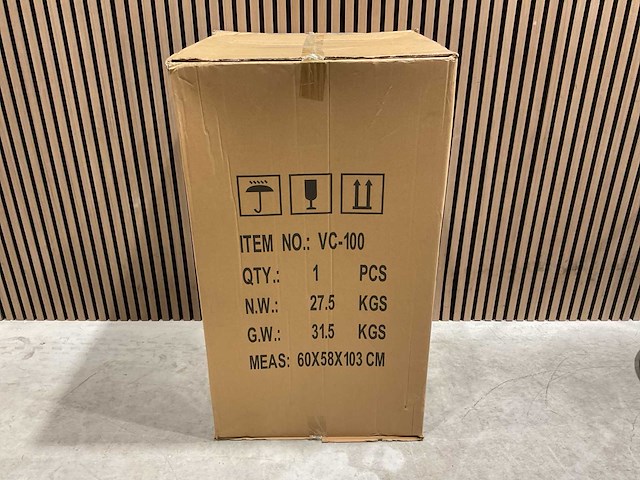 ITEM NO.: VC-100
QTY.: 1 PCS
N.W.: 27.5 KGS
G.W.: 31.5 KGS
MEAS: 60X58X103 CM